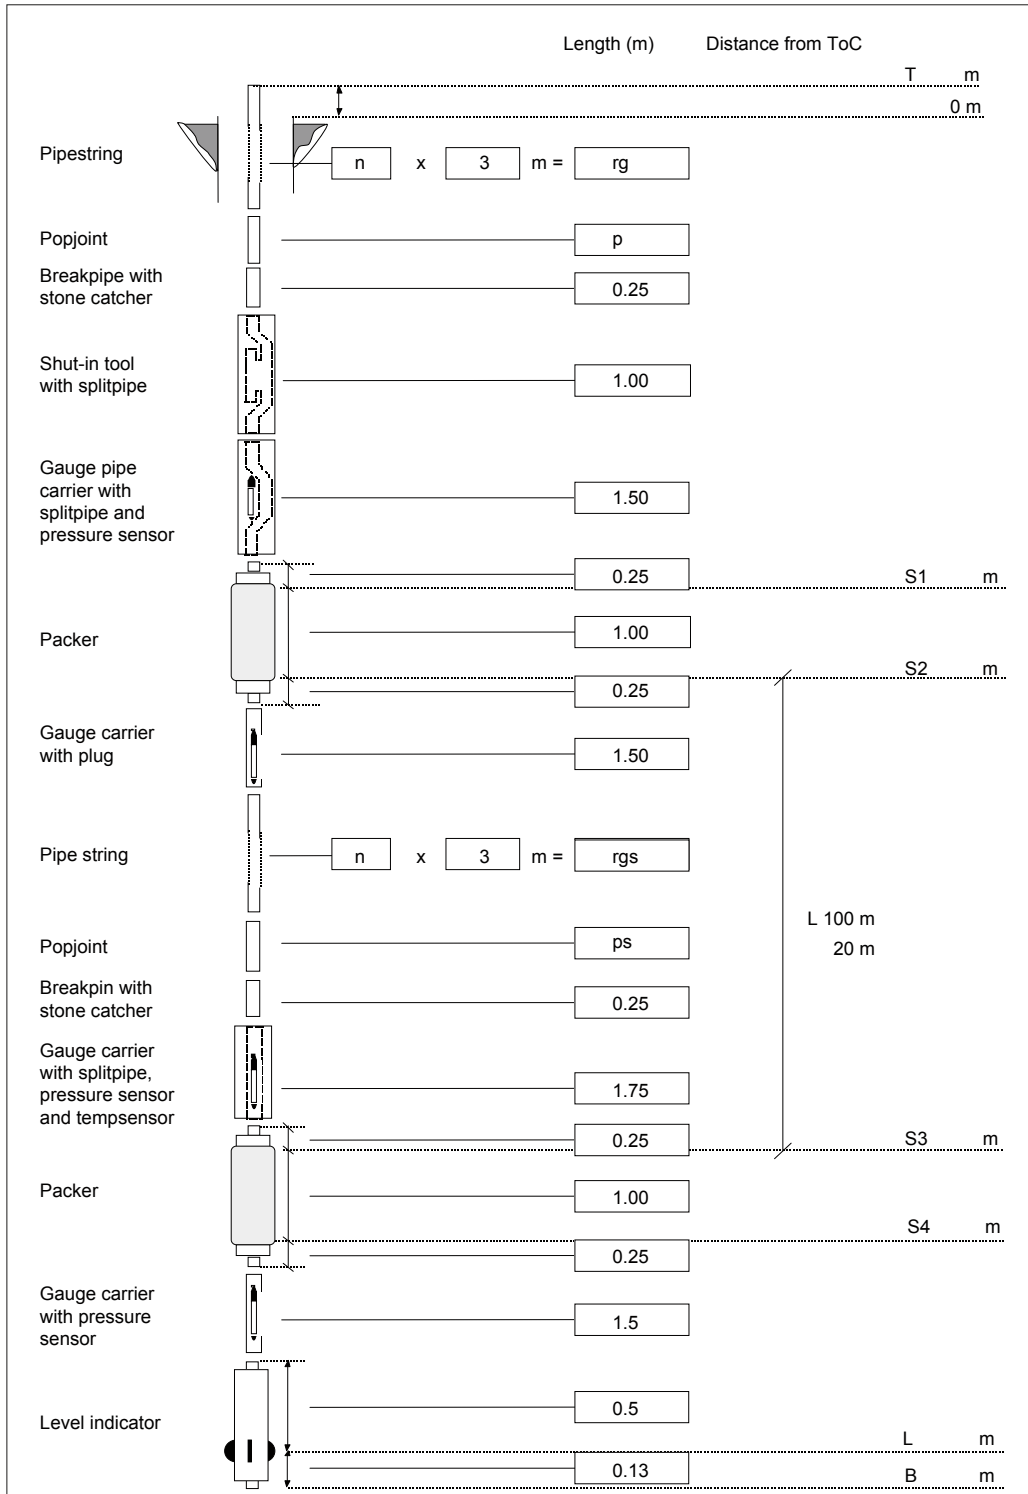 Length (m) Distance from ToC
T m
0 m
Pipestring n x 3 m = rg
Popjoint p
Breakpipe with
stone catcher 0.25
Shut-in tool
with splitpipe 1.00
Gauge pipe
carrier with
splitpipe and
pressure sensor 1.50
0.25 S1 m
Packer 1.00
S2 m
0.25
Gauge carrier
with plug 1.50
Pipe string n x 3 m = rgs
L 100 m
20 m
Popjoint ps
Breakpin with
stone catcher 0.25
Gauge carrier
with splitpipe,
pressure sensor
and tempsensor 1.75
0.25 S3 m
Packer 1.00
S4 m
0.25
Gauge carrier
with pressure
sensor 1.5
Level indicator 0.5
L m
0.13
B m